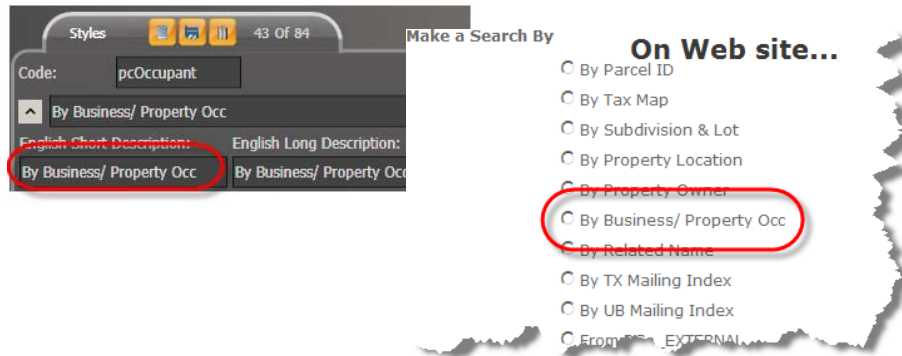 Styles
43 Of 84
Code:
pcOccupant
By Business/ Property Occ
English Short Description:
English Long Description:
By Business/ Property Occ
By Business/ Property Occ
Make a Search By
On Web site...
By Parcel ID
By Tax Map
By Subdivision & Lot
By Property Location
By Property Owner
By Business/ Property Occ
By Related Name
By TX Mailing Index
By UB Mailing Index
From EXTERNAL